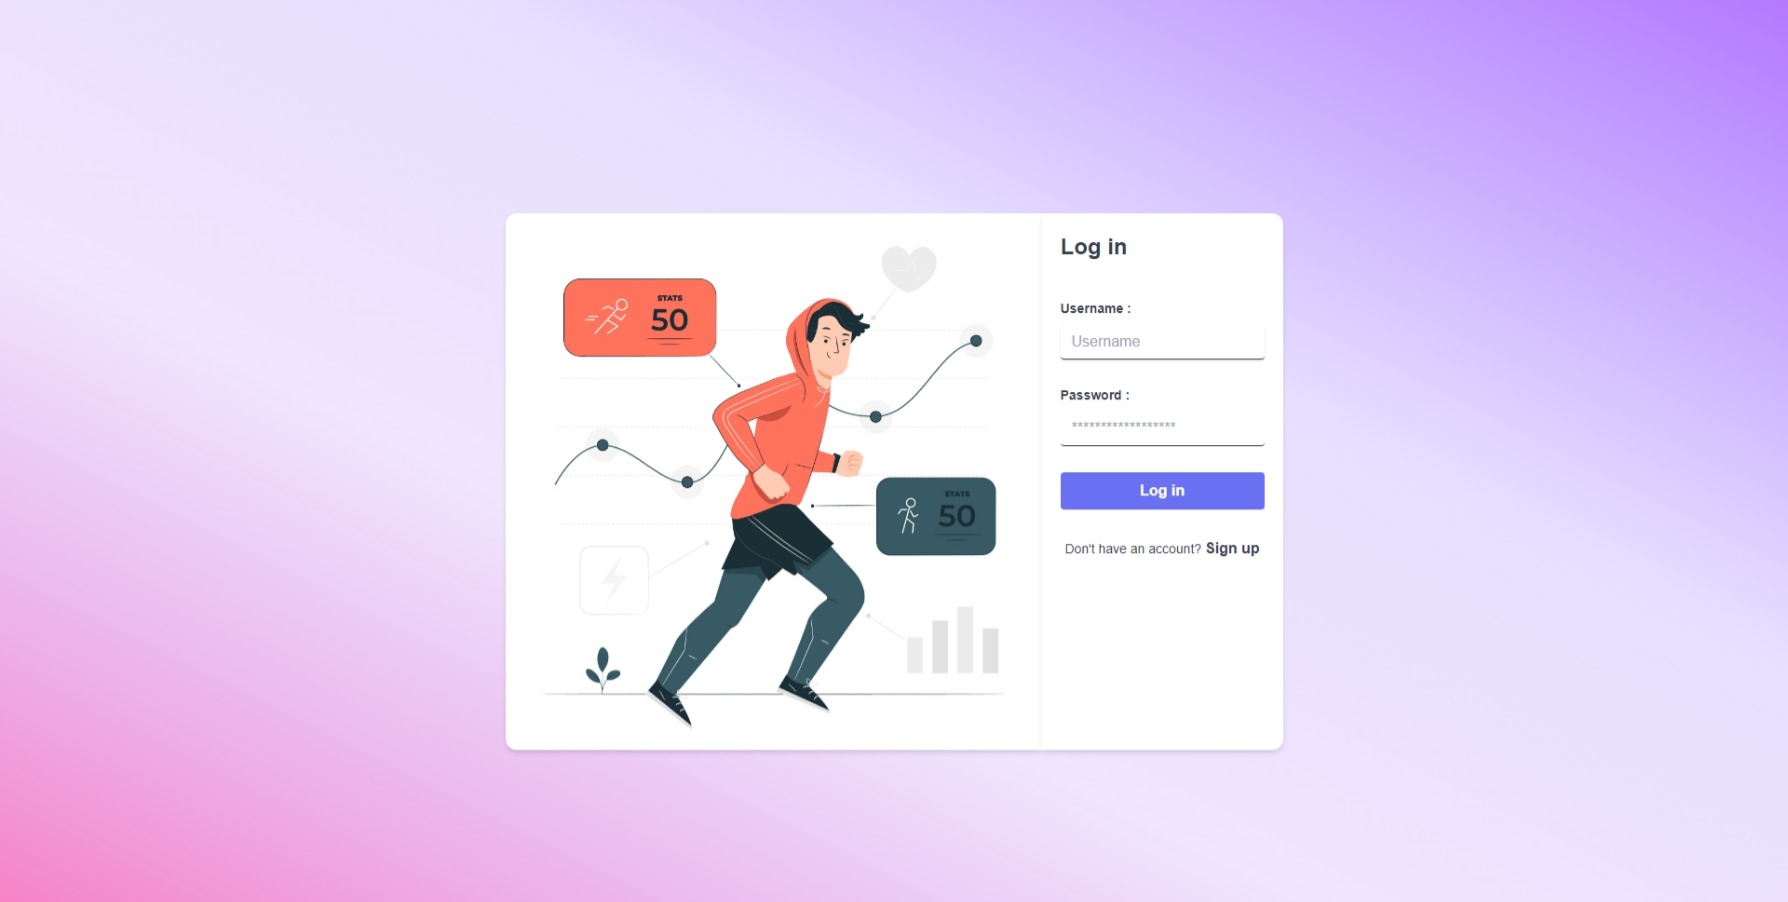 STATS
50
STATS
50
Log in
Username :
Username
Password :
******************
Log in
Don't have an account? Sign up